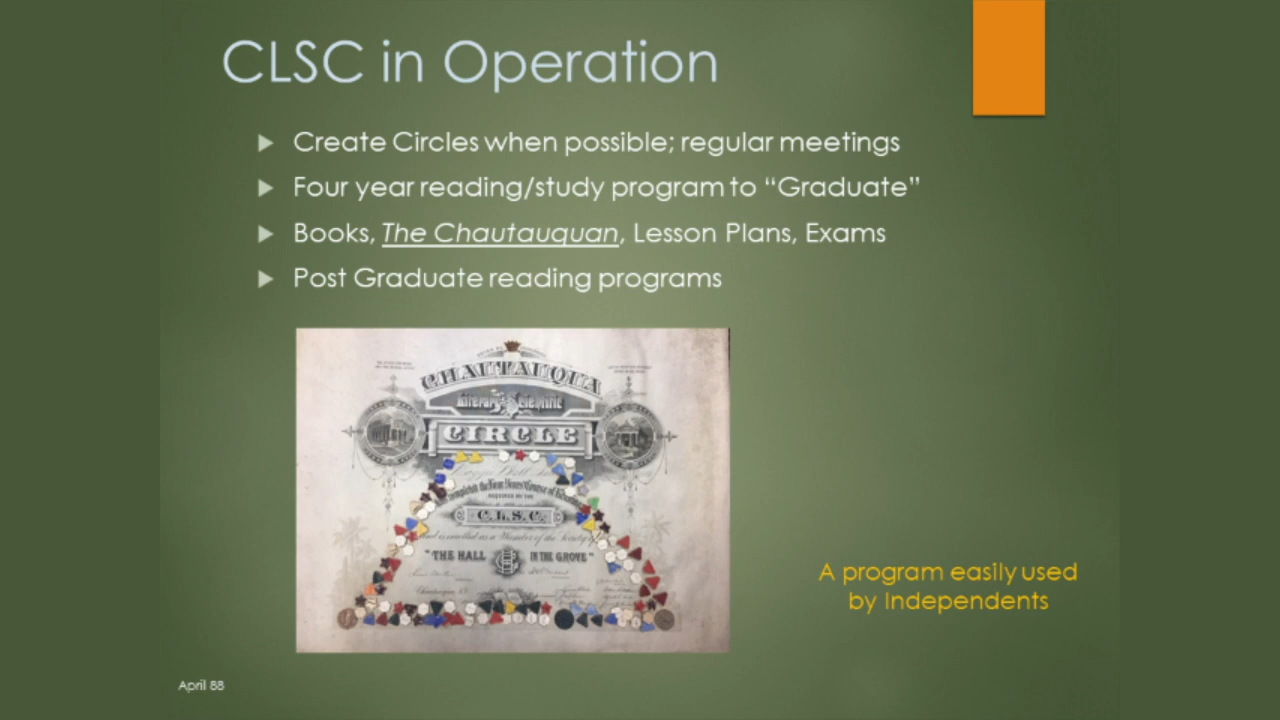 CLSC in Operation
Create Circles when possible; regular meetings
Four year reading/study program to “Graduate”
Books, The Chautauquan, Lesson Plans, Exams
Post Graduate reading programs
CHAUTAUQUA
Literary Scientific
CIRCLE
C.L.S.C.
"THE HALL IN THE GROVE"
A program easily used
by Independents
April 88